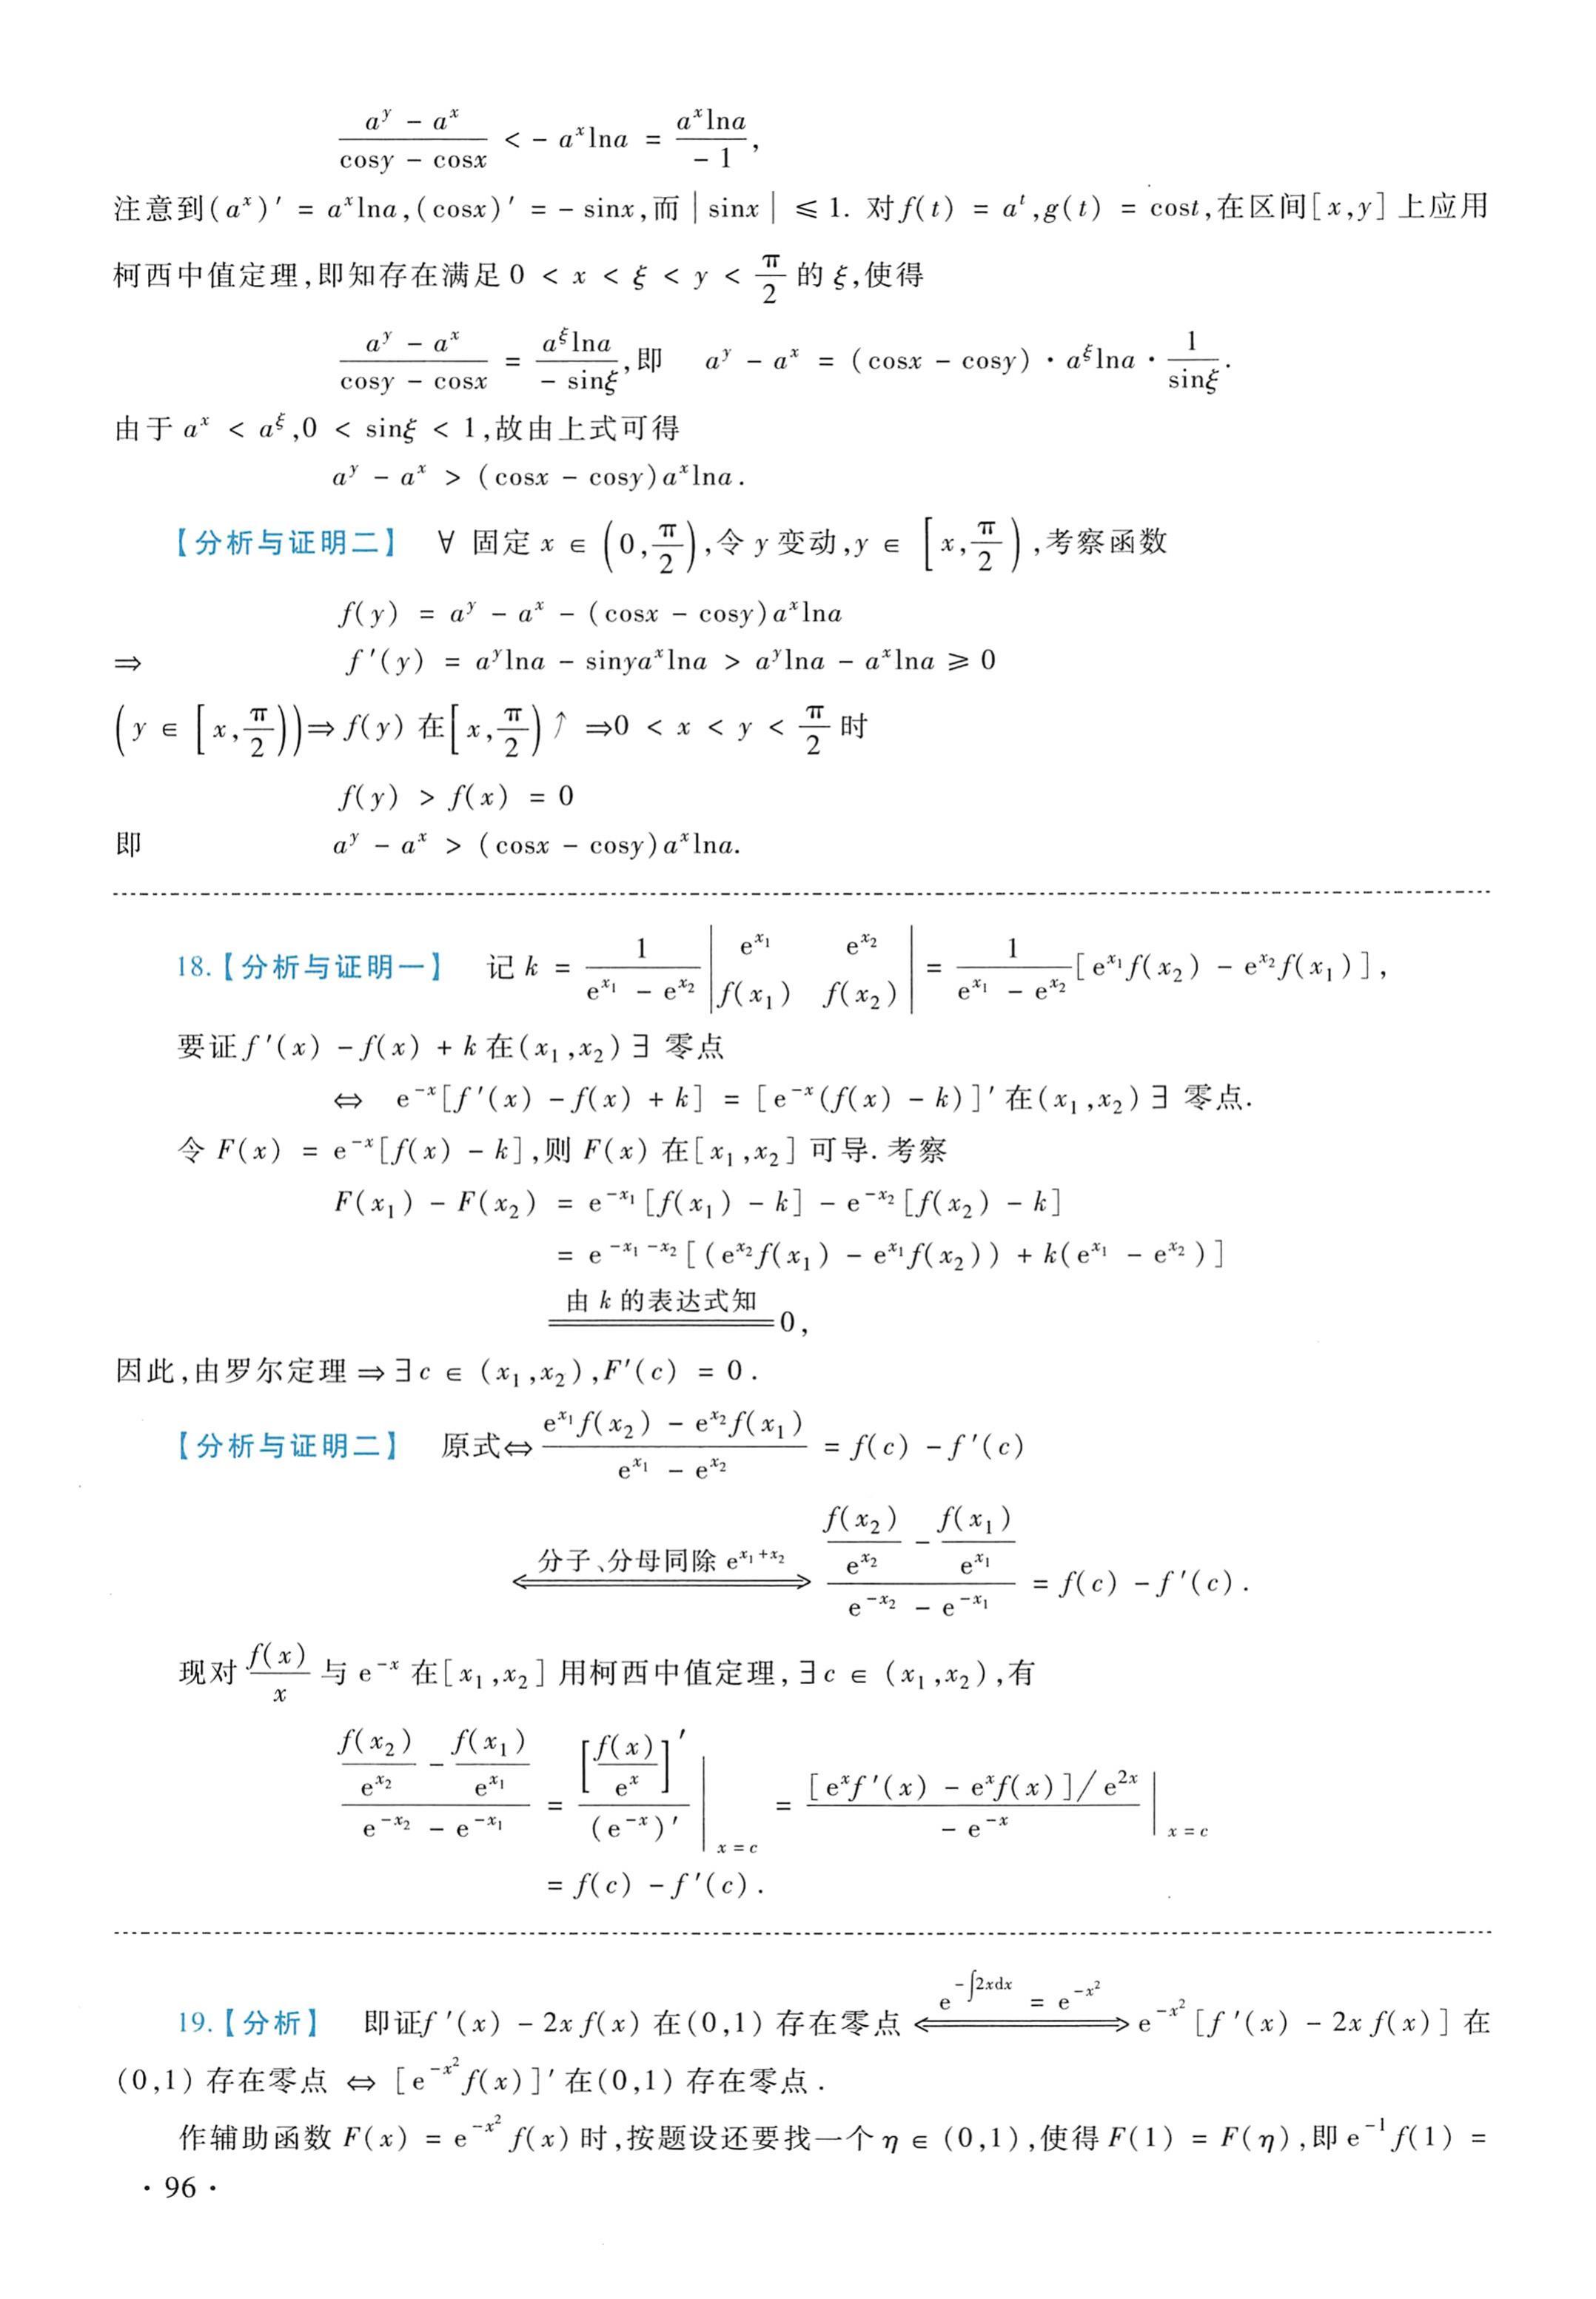 $\frac{a^y - a^x}{\cos y - \cos x} < -a^x \ln a = \frac{a^x \ln a}{-1}$,
注意到$(a^x)' = a^x \ln a, (\cos x)' = -\sin x$,而$|\sin x| \leqslant 1$. 对$f(t) = a^t, g(t) = \cos t$,在区间$[x,y]$上应用
柯西中值定理,即知存在满足$0 < x < \xi < y < \frac{\pi}{2}$的$\xi$,使得
$\frac{a^y - a^x}{\cos y - \cos x} = \frac{a^\xi \ln a}{-\sin \xi}$,即 $a^y - a^x = (\cos x - \cos y) \cdot a^\xi \ln a \cdot \frac{1}{\sin \xi}$.
由于$a^x < a^\xi, 0 < \sin \xi < 1$,故由上式可得
$a^y - a^x > (\cos x - \cos y) a^x \ln a$.
【分析与证明二】 $\forall$ 固定$x \in \left(0, \frac{\pi}{2}\right)$,令$y$变动,$y \in \left[x, \frac{\pi}{2}\right)$,考察函数
$f(y) = a^y - a^x - (\cos x - \cos y) a^x \ln a$
$\Rightarrow$ $f'(y) = a^y \ln a - \sin y a^x \ln a > a^y \ln a - a^x \ln a \geqslant 0$
$\left(y \in \left[x, \frac{\pi}{2}\right)\right) \Rightarrow f(y)$在$\left[x, \frac{\pi}{2}\right) \uparrow \Rightarrow 0 < x < y < \frac{\pi}{2}$时
$f(y) > f(x) = 0$
即 $a^y - a^x > (\cos x - \cos y) a^x \ln a.$
18.【分析与证明一】 记$k = \frac{1}{e^{x_1} - e^{x_2}} \begin{vmatrix} e^{x_1} & e^{x_2} \\ f(x_1) & f(x_2) \end{vmatrix} = \frac{1}{e^{x_1} - e^{x_2}} [e^{x_1} f(x_2) - e^{x_2} f(x_1)]$,
要证$f'(x) - f(x) + k$在$(x_1, x_2) \exists$ 零点
$\Leftrightarrow$ $e^{-x}[f'(x) - f(x) + k] = [e^{-x}(f(x) - k)]'$在$(x_1, x_2) \exists$ 零点.
令$F(x) = e^{-x}[f(x) - k]$,则$F(x)$在$[x_1, x_2]$可导. 考察
$F(x_1) - F(x_2) = e^{-x_1}[f(x_1) - k] - e^{-x_2}[f(x_2) - k]$
$= e^{-x_1 - x_2}[(e^{x_2} f(x_1) - e^{x_1} f(x_2)) + k(e^{x_1} - e^{x_2})]$
$\xlongequal{\text{由 } k \text{ 的表达式知}} 0$,
因此,由罗尔定理$\Rightarrow \exists c \in (x_1, x_2), F'(c) = 0$.
【分析与证明二】 原式$\Leftrightarrow \frac{e^{x_1} f(x_2) - e^{x_2} f(x_1)}{e^{x_1} - e^{x_2}} = f(c) - f'(c)$
$\xLeftrightarrow{\text{分子、分母同除 } e^{x_1 + x_2}} \frac{\frac{f(x_2)}{e^{x_2}} - \frac{f(x_1)}{e^{x_1}}}{e^{-x_2} - e^{-x_1}} = f(c) - f'(c)$.
现对$\frac{f(x)}{x}$与$e^{-x}$在$[x_1, x_2]$用柯西中值定理,$\exists c \in (x_1, x_2)$,有
$\frac{\frac{f(x_2)}{e^{x_2}} - \frac{f(x_1)}{e^{x_1}}}{e^{-x_2} - e^{-x_1}} = \left. \frac{\left[\frac{f(x)}{e^x}\right]'}{(e^{-x})'} \right|_{x=c} = \left. \frac{[e^x f'(x) - e^x f(x)] / e^{2x}}{-e^{-x}} \right|_{x=c}$
$= f(c) - f'(c)$.
19.【分析】 即证$f'(x) - 2x f(x)$在$(0,1)$存在零点$\xLeftrightarrow{e^{-\int 2x dx} = e^{-x^2}} e^{-x^2}[f'(x) - 2x f(x)]$在
$(0,1)$存在零点 $\Leftrightarrow$ $[e^{-x^2} f(x)]'$在$(0,1)$存在零点.
作辅助函数$F(x) = e^{-x^2} f(x)$时,按题设还要找一个$\eta \in (0,1)$,使得$F(1) = F(\eta)$,即$e^{-1} f(1) =$
· 96 ·